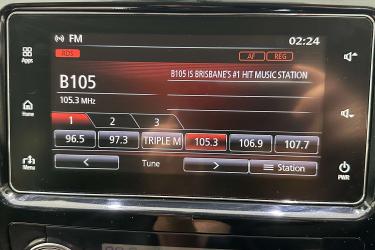 FM
02:24
RDS
AF
REG
Apps
B105
B105 IS BRISBANE'S #1 HIT MUSIC STATION
105.3 MHz
Home
1
2
3
96.5
97.3
TRIPLE M
105.3
106.9
107.7
Menu
<
Tune
>
Station
PWR